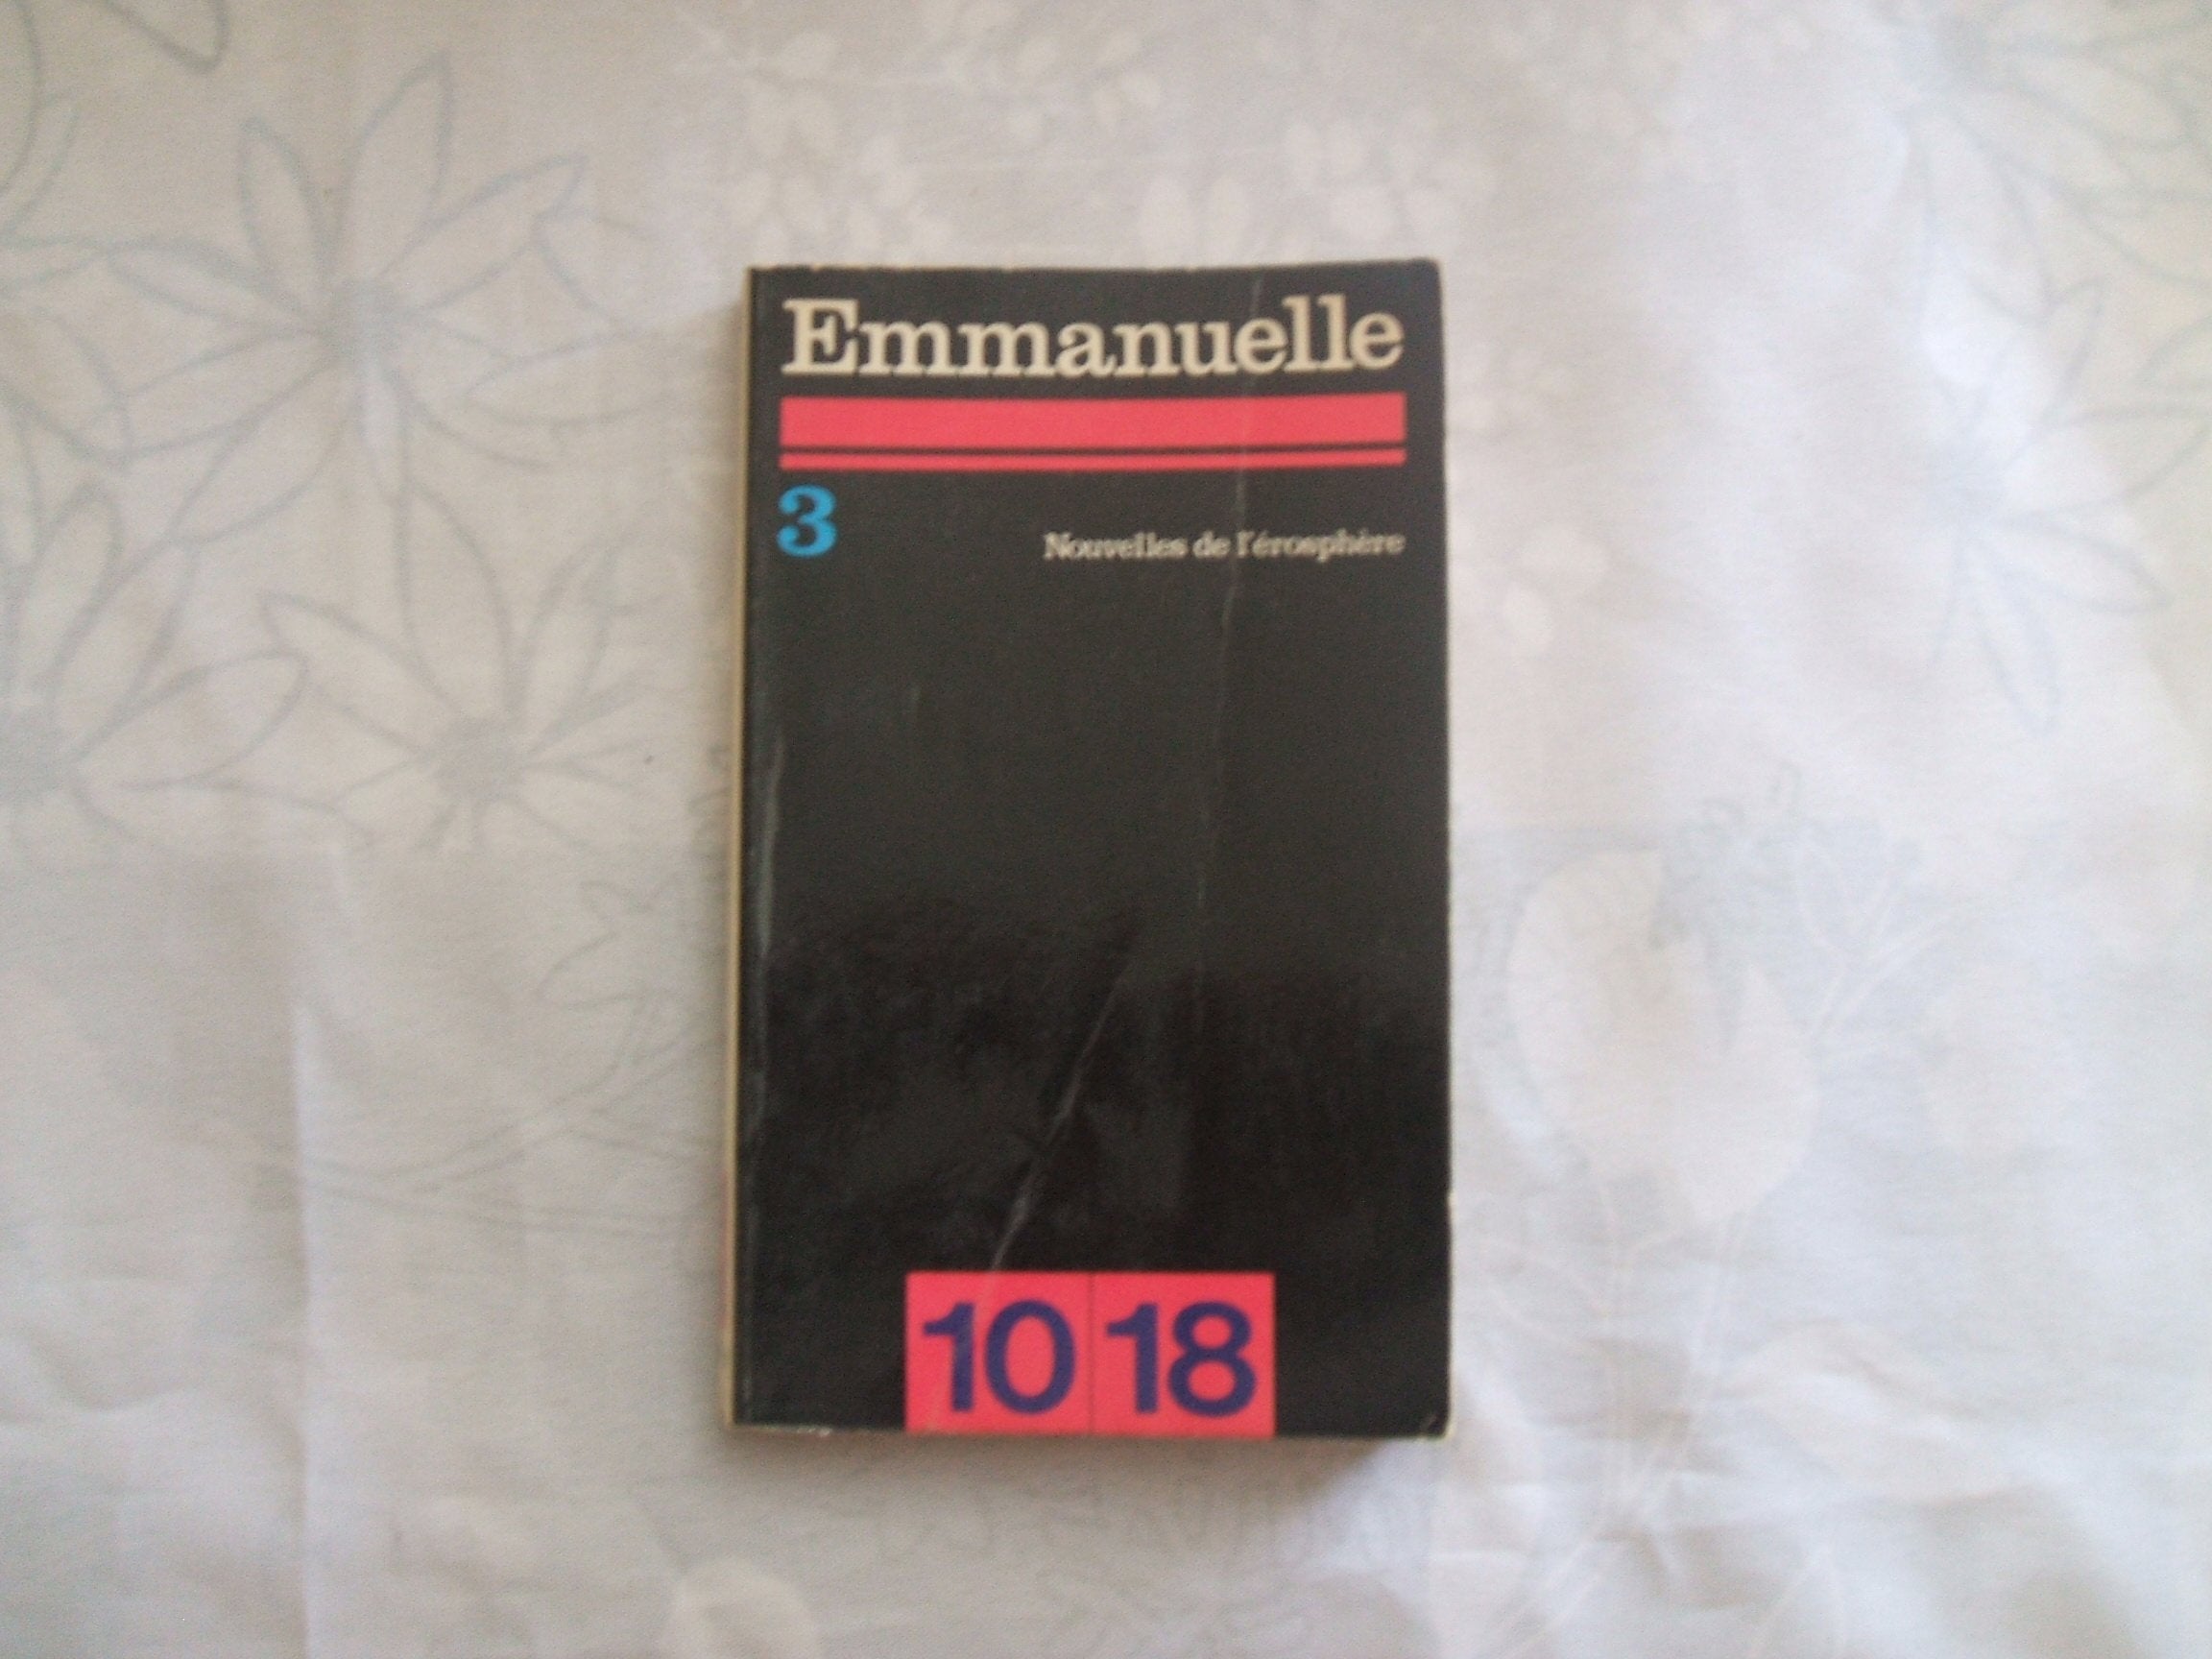 Emmanuelle
3
Nouvelles de l'érosphère
10 18